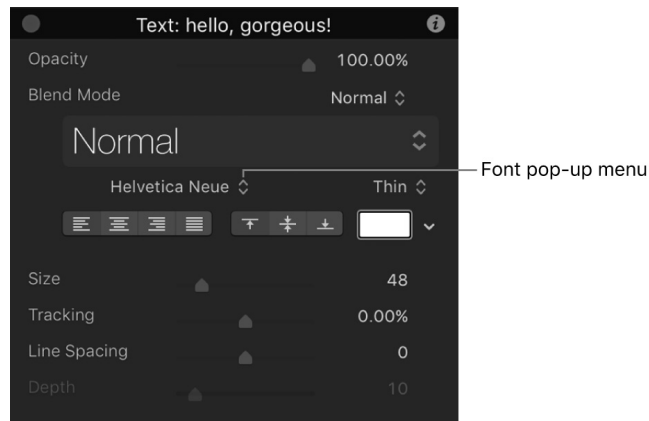 Text: hello, gorgeous!
Opacity 100.00%
Blend Mode Normal
Normal
Helvetica Neue Thin
Font pop-up menu
Size 48
Tracking 0.00%
Line Spacing 0
Depth 10